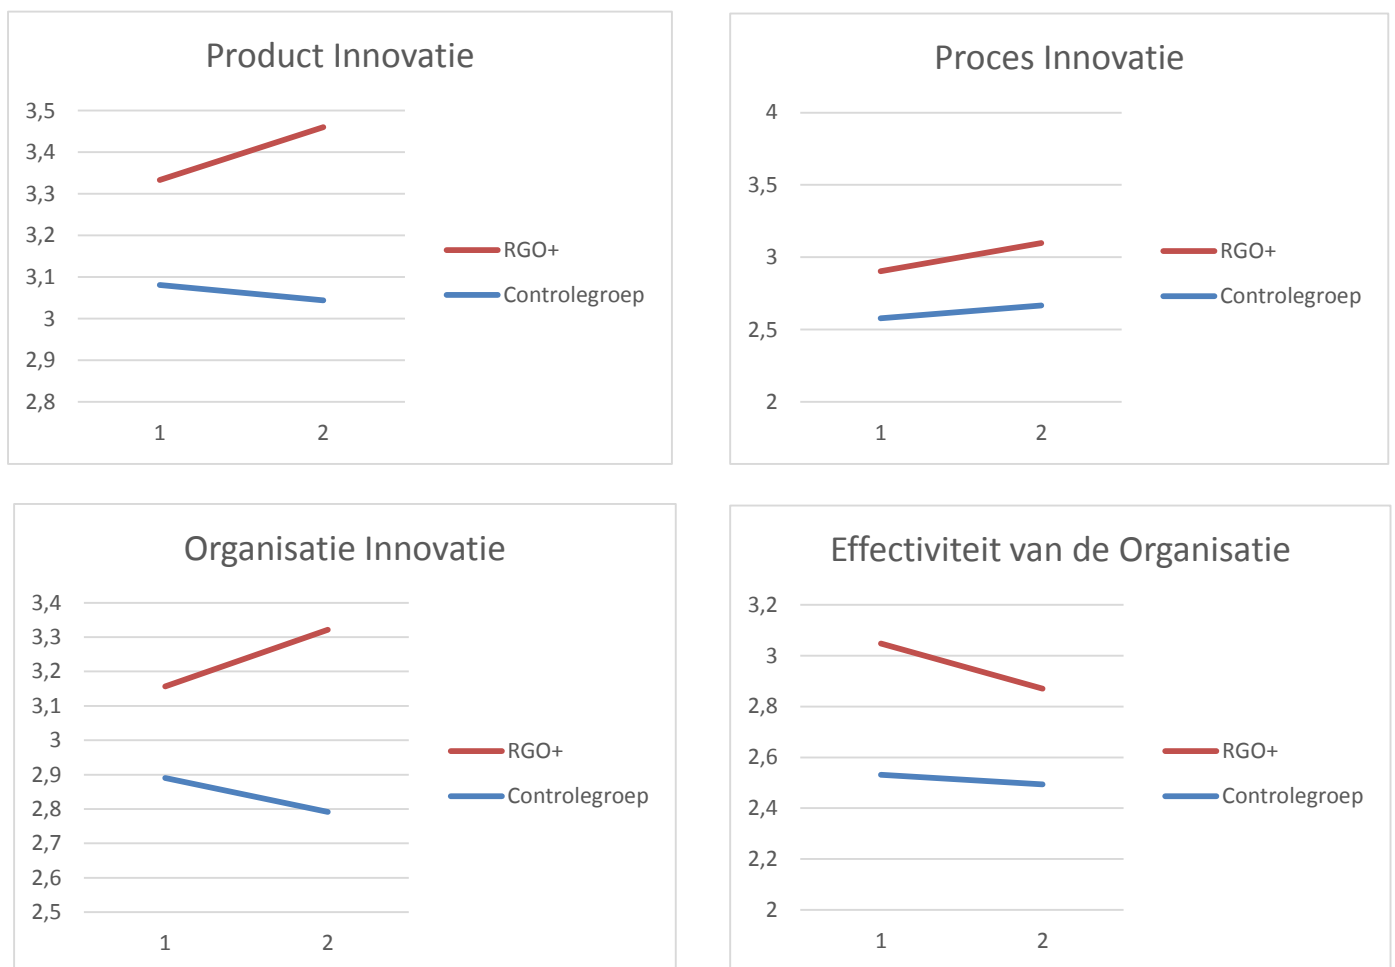 Product Innovatie
3,5
3,4
3,3
3,2
3,1
3
2,9
2,8
1 2
RGO+
Controlegroep
Proces Innovatie
4
3,5
3
2,5
2
1 2
RGO+
Controlegroep
Organisatie Innovatie
3,4
3,3
3,2
3,1
3
2,9
2,8
2,7
2,6
2,5
1 2
RGO+
Controlegroep
Effectiviteit van de Organisatie
3,2
3
2,8
2,6
2,4
2,2
2
1 2
RGO+
Controlegroep